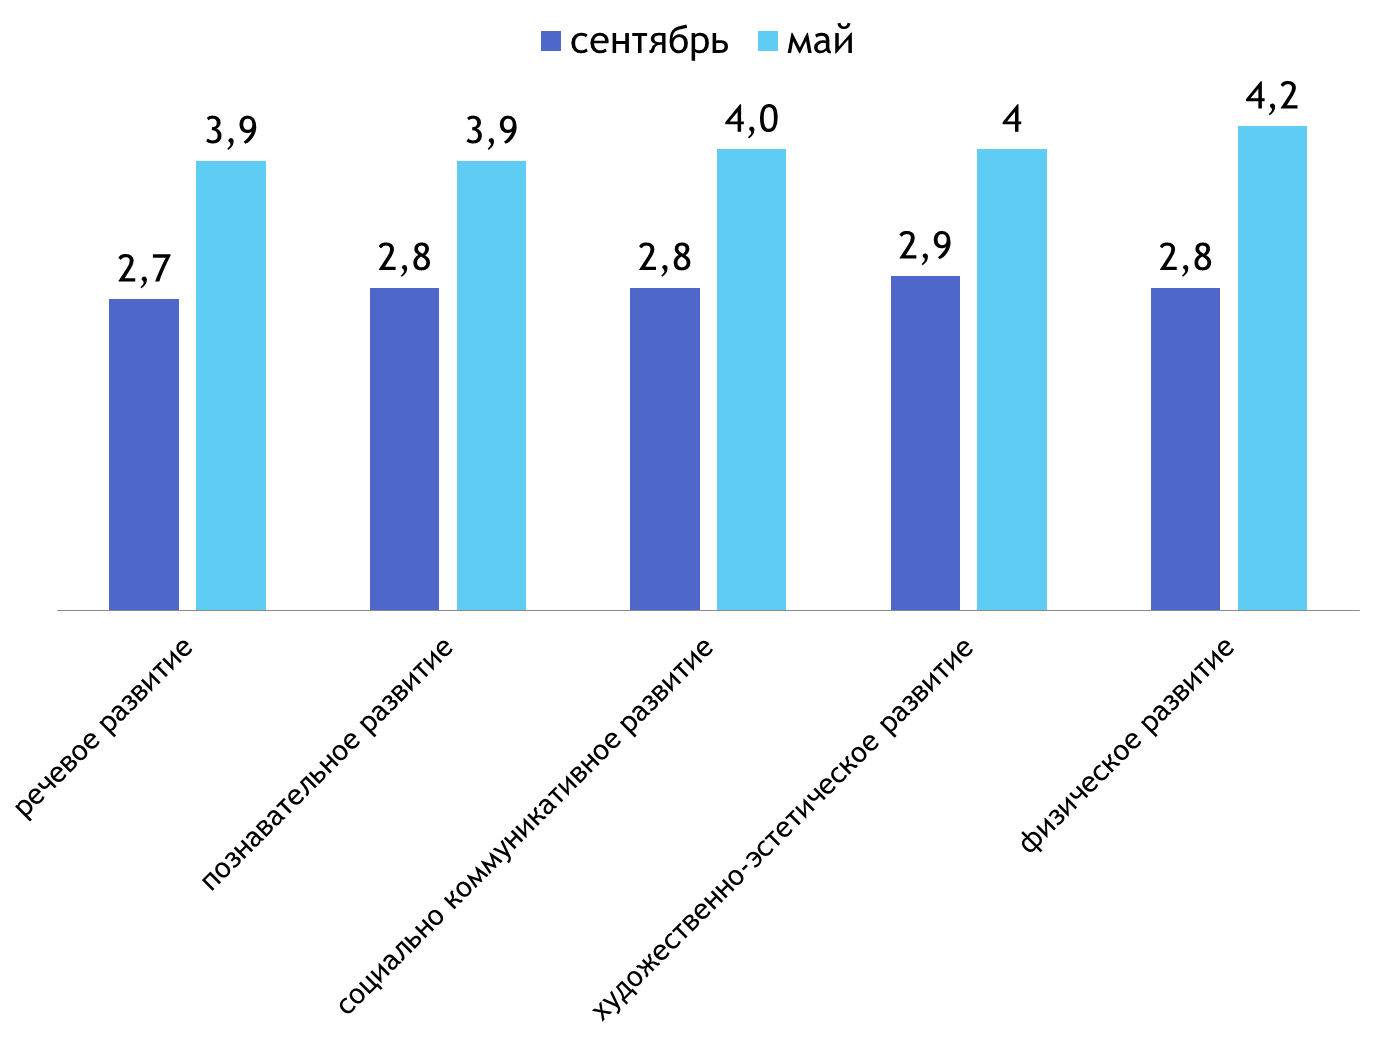 сентябрь май
3,9 3,9 4,0 4 4,2
2,7 2,8 2,8 2,9 2,8
речевое развитие
познавательное развитие
социально коммуникативное развитие
художественно-эстетическое развитие
физическое развитие